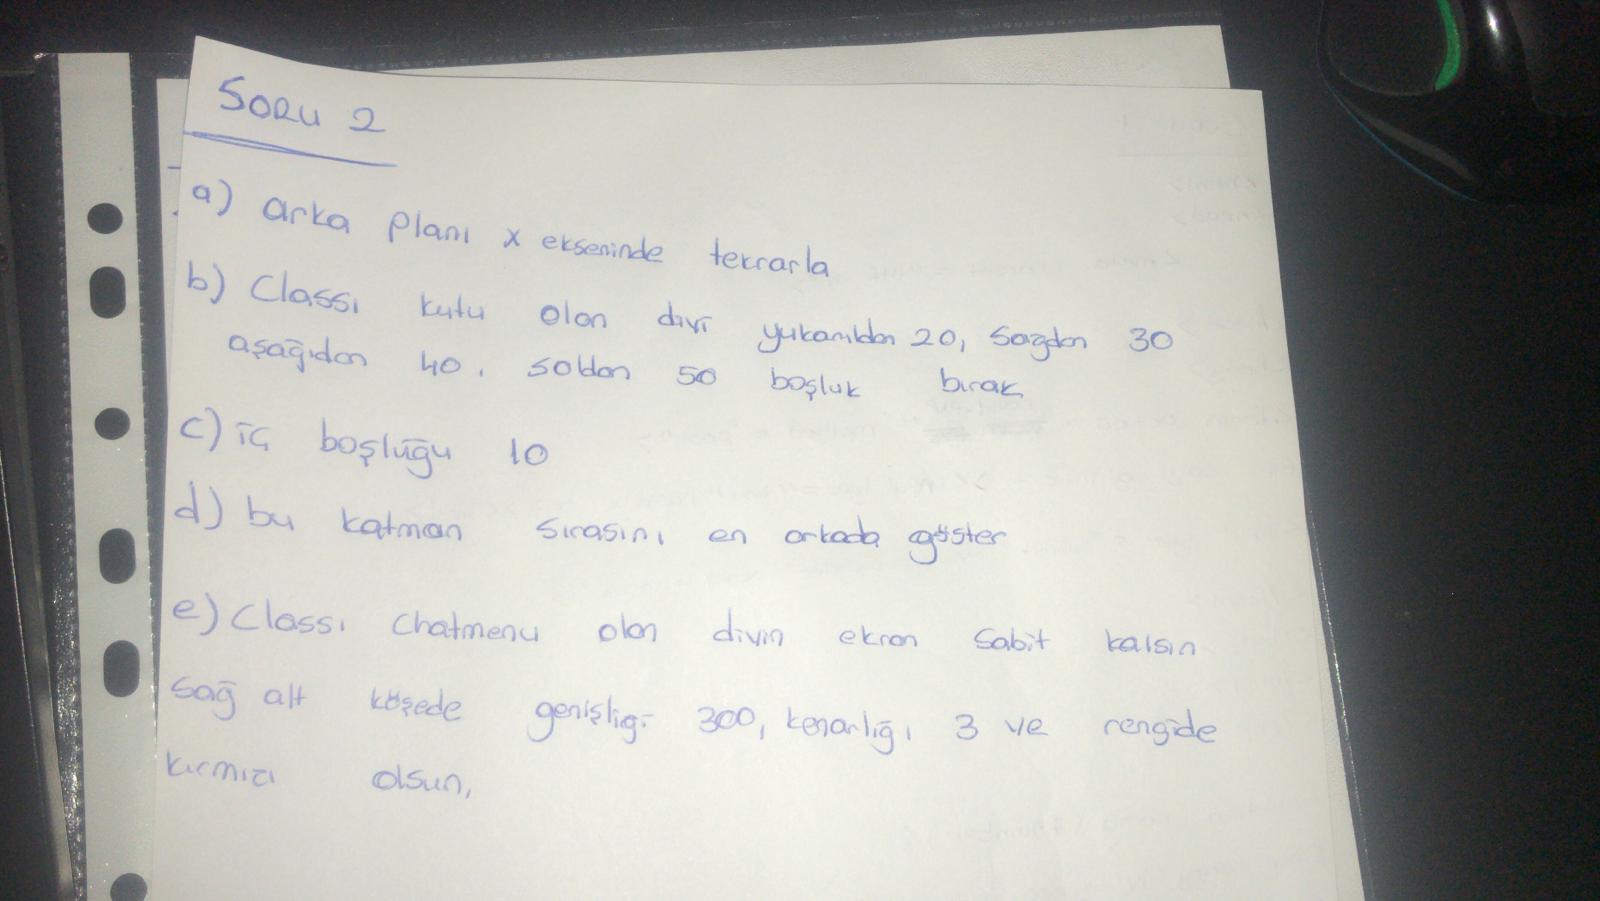 SORU 2
a) arka planı x ekseninde tekrarla
b) Classı kutu olan divi yukarıdan 20, sağdan 30
aşağıdan 40, soldan 50 boşluk bırak
c) iç boşluğu 10
d) bu katman sırasını en arkada göster
e) Classı chatmenu olan divin ekran sabit kalsın
sağ alt köşede genişliği 300, kenarlığı 3 ve rengide
kırmızı olsun,